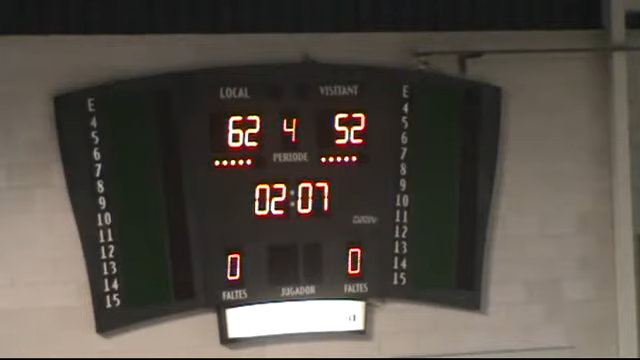 LOCAL VISITANT
62 4 52
PERIODE
02:07
0 0
FALTES JUGADOR FALTES
E E
4 4
5 5
6 6
7 7
8 8
9 9
10 10
11 11
12 12
13 13
14 14
15 15